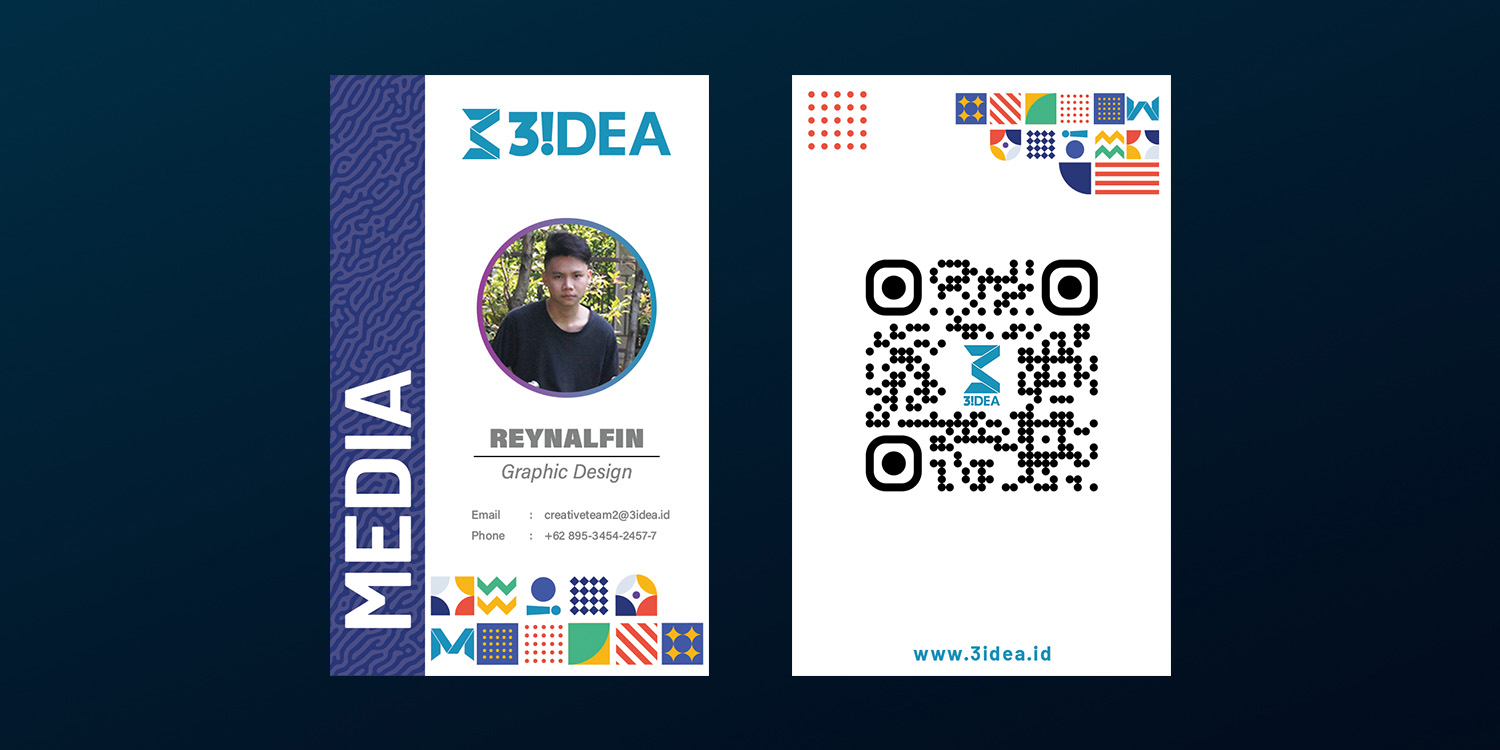 3!DEA
REYNALFIN
Graphic Design
Email : creativeteam2@3idea.id
Phone : +62 895-3454-2457-7
MEDIA
3!DEA
www.3idea.id